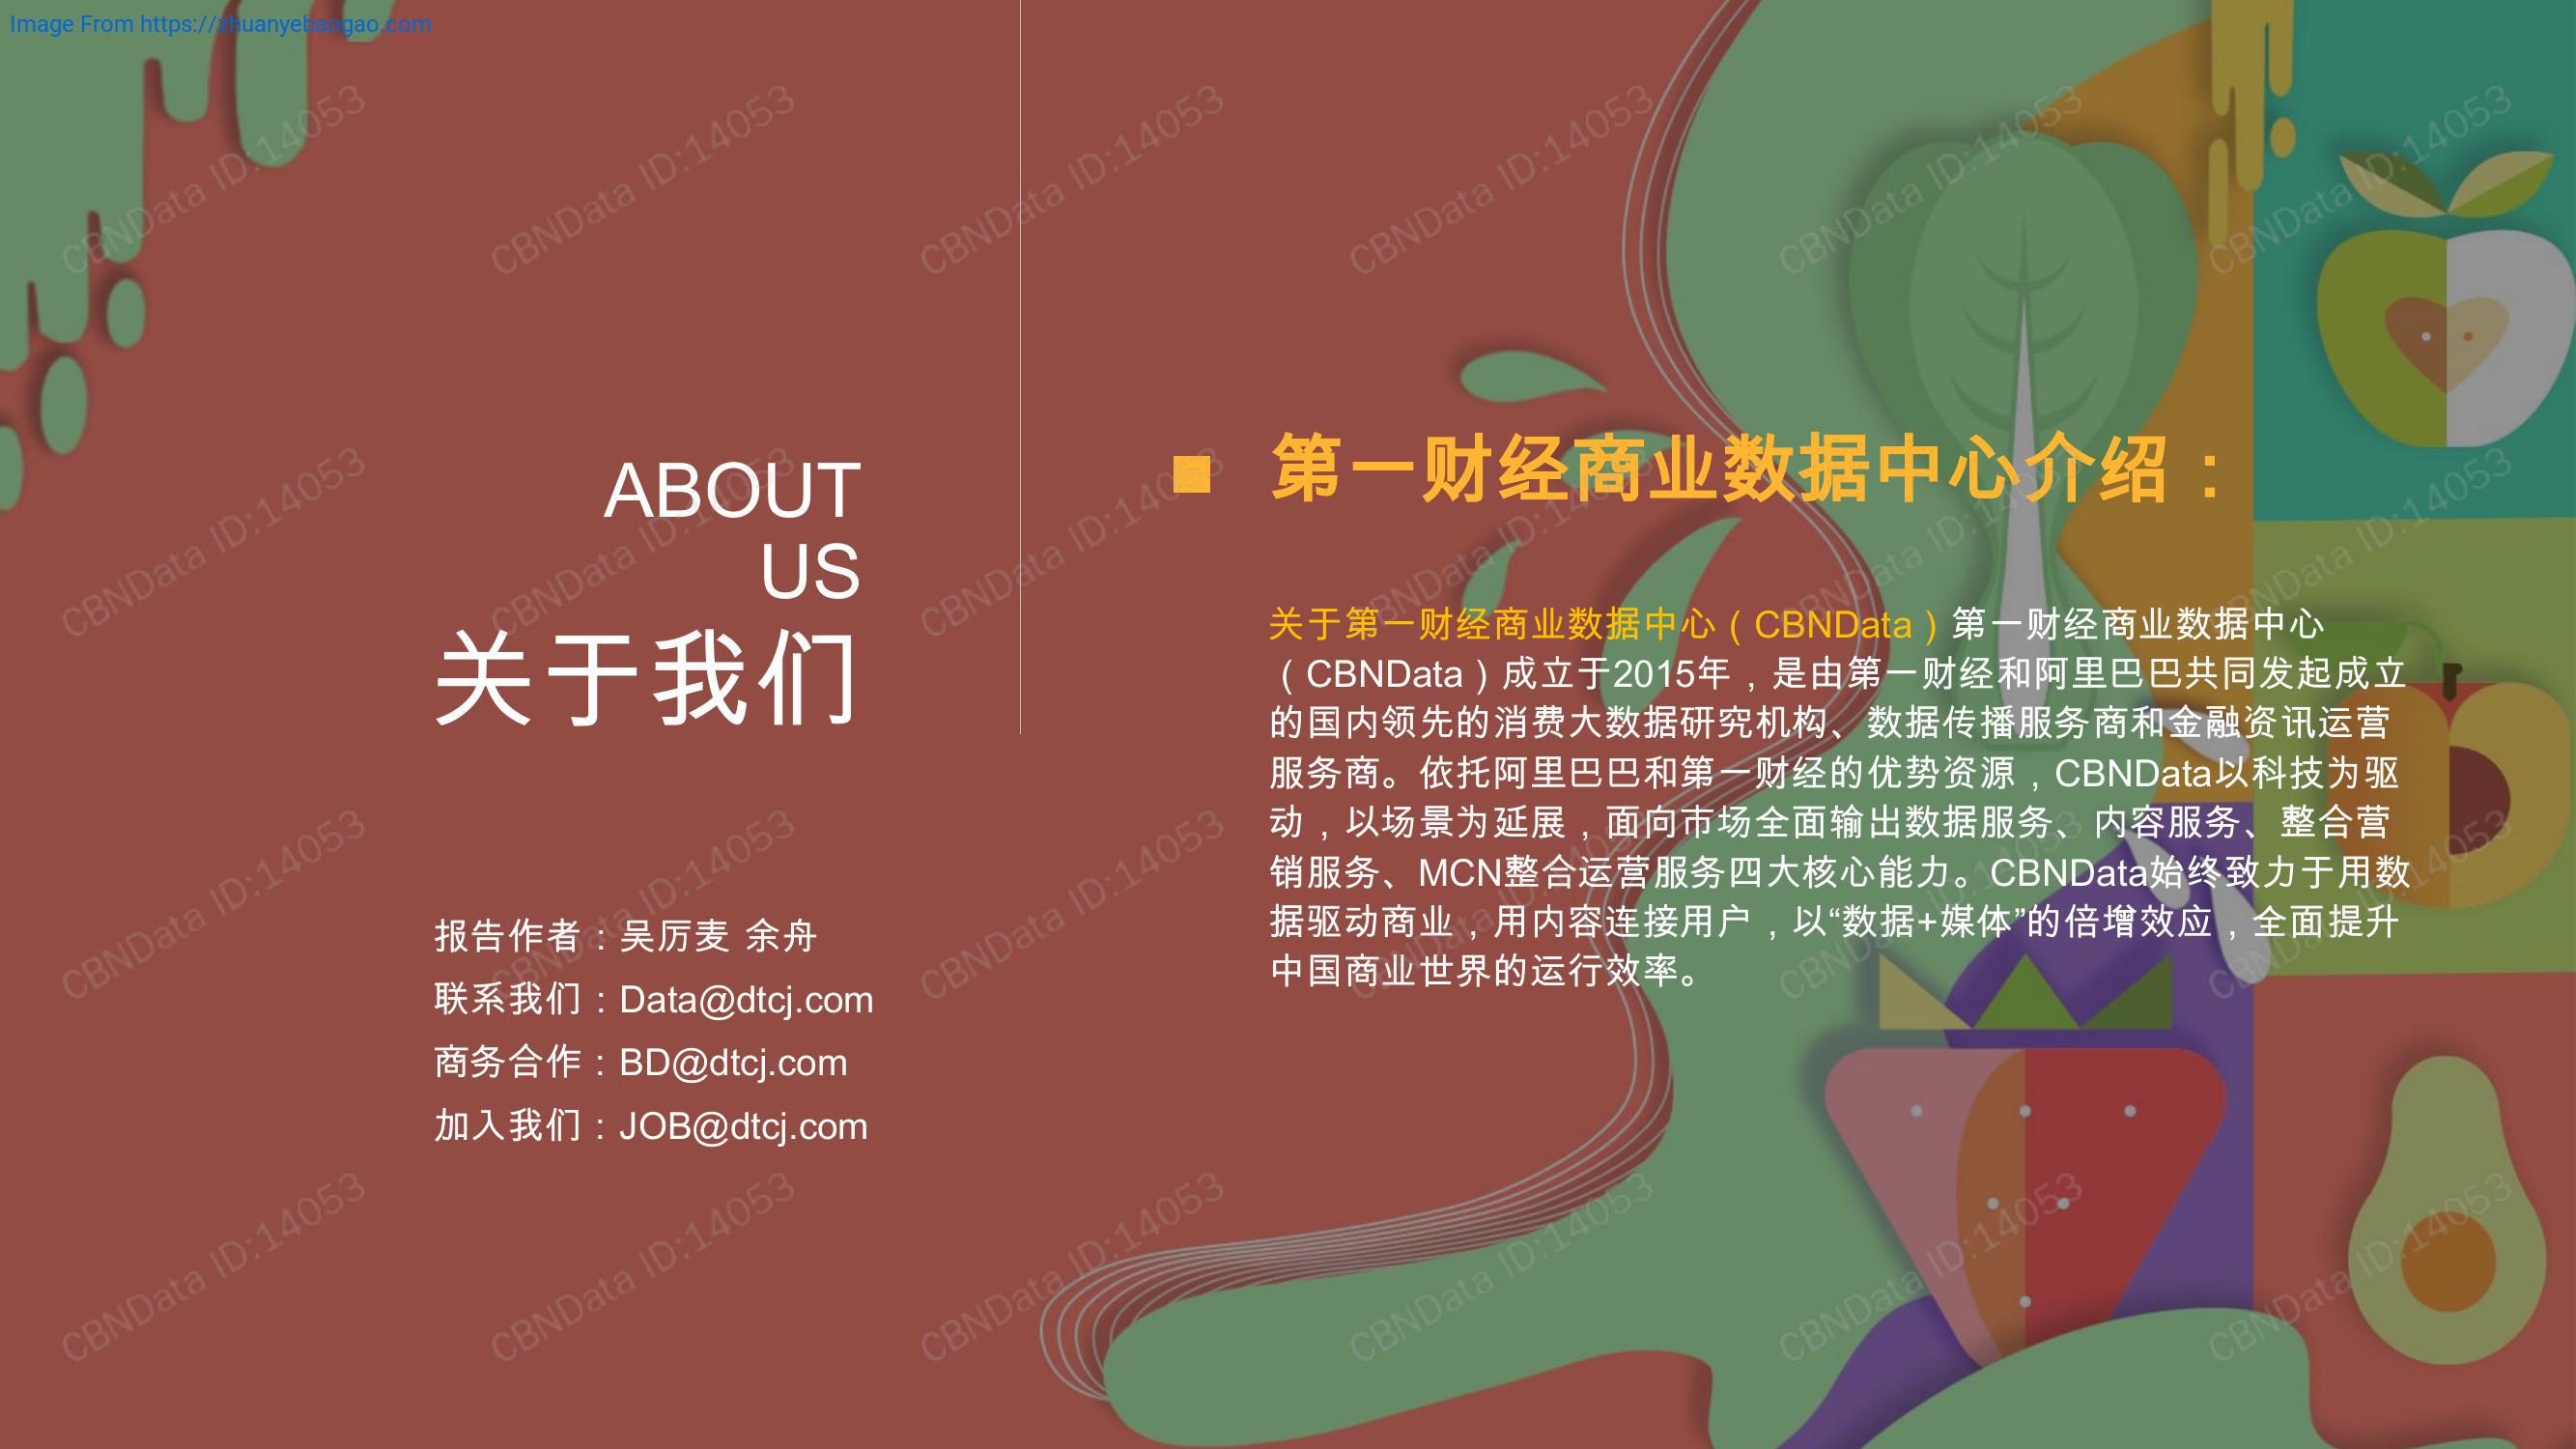 Image From https://zhuanyebaogao.com
ABOUT
US
关于我们
报告作者：吴厉麦 余舟
联系我们：Data@dtcj.com
商务合作：BD@dtcj.com
加入我们：JOB@dtcj.com
■ 第一财经商业数据中心介绍：
关于第一财经商业数据中心（CBNData）第一财经商业数据中心
（CBNData）成立于2015年，是由第一财经和阿里巴巴共同发起成立
的国内领先的消费大数据研究机构、数据传播服务商和金融资讯运营
服务商。依托阿里巴巴和第一财经的优势资源，CBNData以科技为驱
动，以场景为延展，面向市场全面输出数据服务、内容服务、整合营
销服务、MCN整合运营服务四大核心能力。CBNData始终致力于用数
据驱动商业，用内容连接用户，以“数据+媒体”的倍增效应，全面提升
中国商业世界的运行效率。
CBNData ID:14053